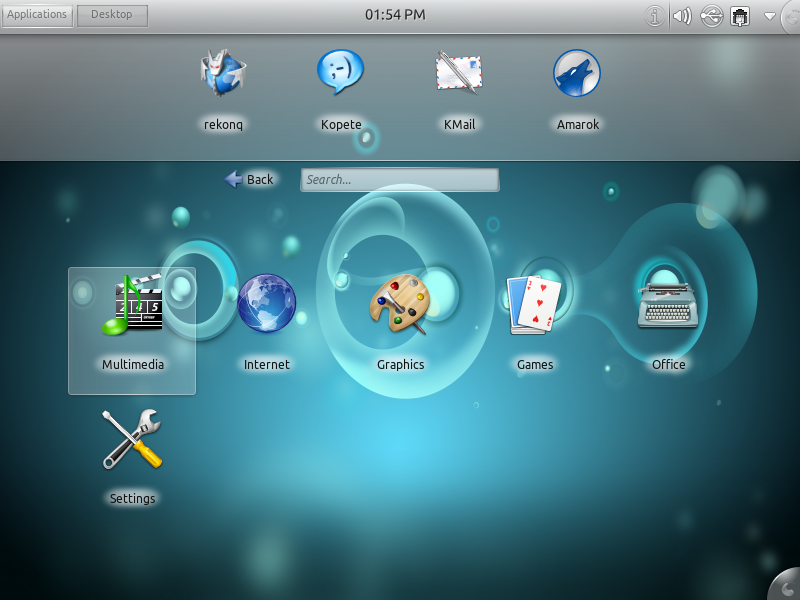 Applications
Desktop
01:54 PM
rekonq
Kopete
KMail
Amarok
Back
Search...
Multimedia
Internet
Graphics
Games
Office
Settings